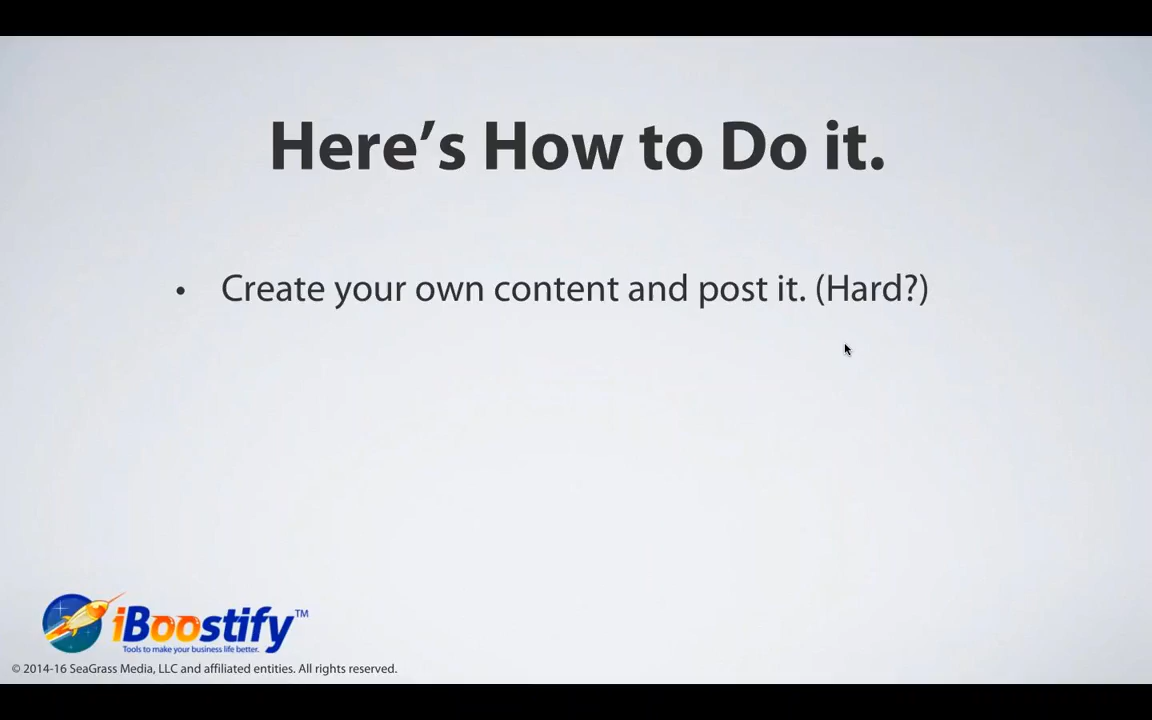 Here’s How to Do it.
• Create your own content and post it. (Hard?)
iBoostify™
Tools to make your business life better.
© 2014-16 SeaGrass Media, LLC and affiliated entities. All rights reserved.